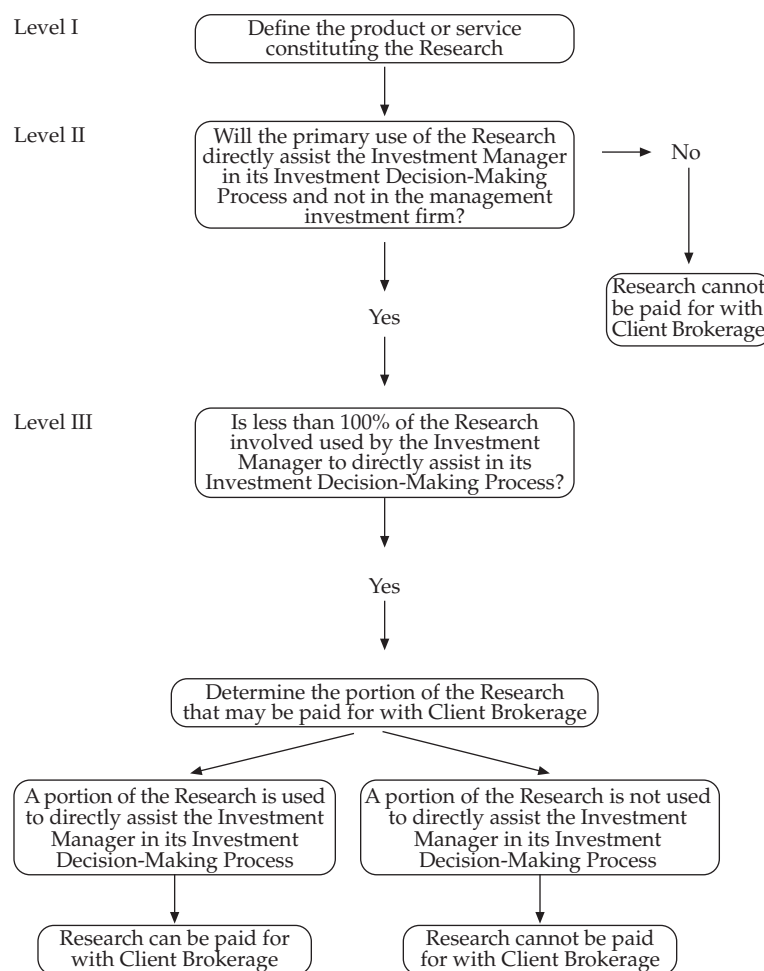 Level I
Define the product or service
constituting the Research
Level II
Will the primary use of the Research
directly assist the Investment Manager
in its Investment Decision-Making
Process and not in the management
investment firm?
No
Research cannot
be paid for with
Client Brokerage
Yes
Level III
Is less than 100% of the Research
involved used by the Investment
Manager to directly assist in its
Investment Decision-Making Process?
Yes
Determine the portion of the Research
that may be paid for with Client Brokerage
A portion of the Research is used
to directly assist the Investment
Manager in its Investment
Decision-Making Process
A portion of the Research is not used
to directly assist the Investment
Manager in its Investment
Decision-Making Process
Research can be paid for
with Client Brokerage
Research cannot be paid
for with Client Brokerage